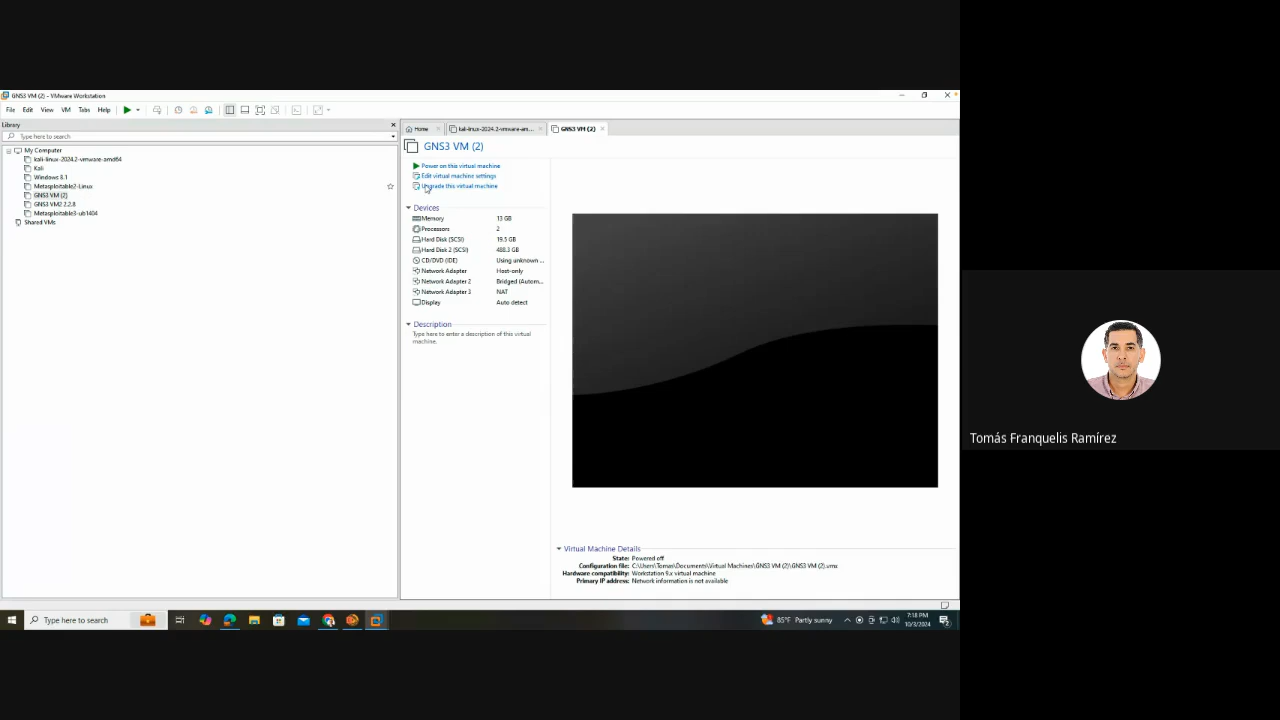 GNS3 VM (2) - VMware Workstation
File Edit View VM Tabs Help
Library
Type here to search
My Computer
kali-linux-2024.2-vmware-amd64
Kali
Windows 8.1
Metasploitable2-Linux
GNS3 VM (2)
GNS3 VM2 2.2.8
Metasploitable3-ub1404
Shared VMs
Home kali-linux-2024.2-vmware-am... GNS3 VM (2)
GNS3 VM (2)
Power on this virtual machine
Edit virtual machine settings
Upgrade this virtual machine
Devices
Memory 13 GB
Processors 2
Hard Disk (SCSI) 19.5 GB
Hard Disk 2 (SCSI) 488.3 GB
CD/DVD (IDE) Using unknown ...
Network Adapter Host-only
Network Adapter 2 Bridged (Autom...
Network Adapter 3 NAT
Display Auto detect
Description
Type here to enter a description of this virtual
machine.
Virtual Machine Details
State: Powered off
Configuration file: C:\Users\Tomas\Documents\Virtual Machines\GNS3 VM (2)\GNS3 VM (2).vmx
Hardware compatibility: Workstation 9.x virtual machine
Primary IP address: Network information is not available
Type here to search
85°F Partly sunny
7:18 PM
10/3/2024
Tomás Franquelis Ramírez